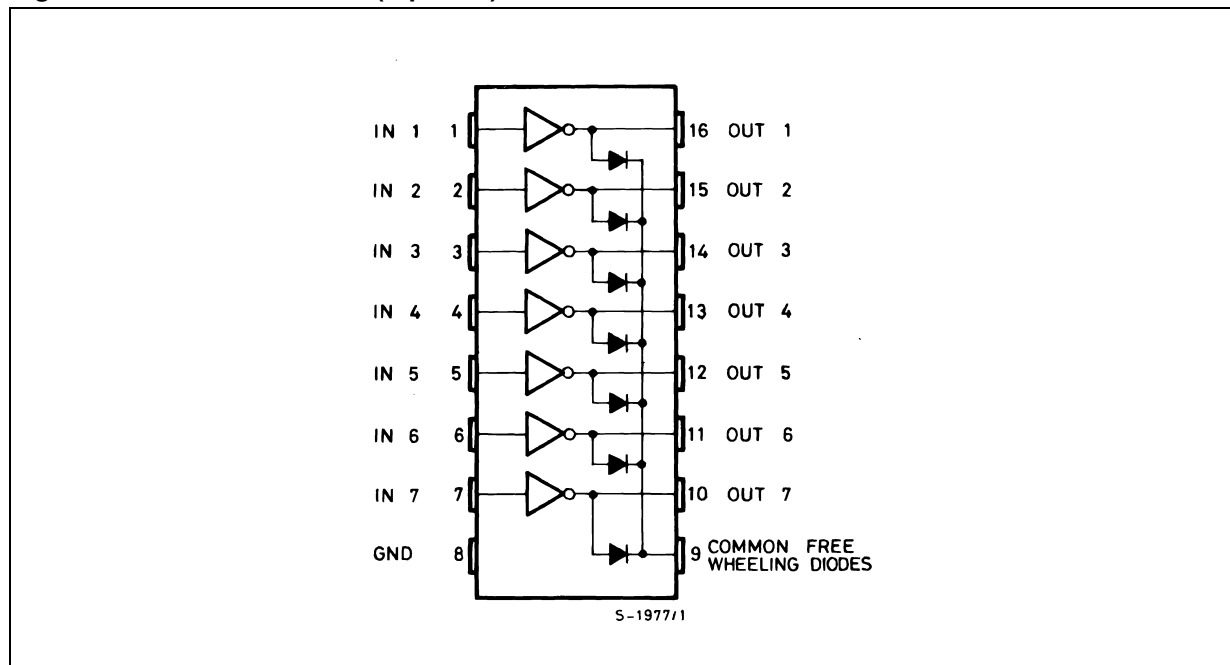 IN 1 1 16 OUT 1
IN 2 2 15 OUT 2
IN 3 3 14 OUT 3
IN 4 4 13 OUT 4
IN 5 5 12 OUT 5
IN 6 6 11 OUT 6
IN 7 7 10 OUT 7
GND 8 9 COMMON FREE
WHEELING DIODES
S-1977/1